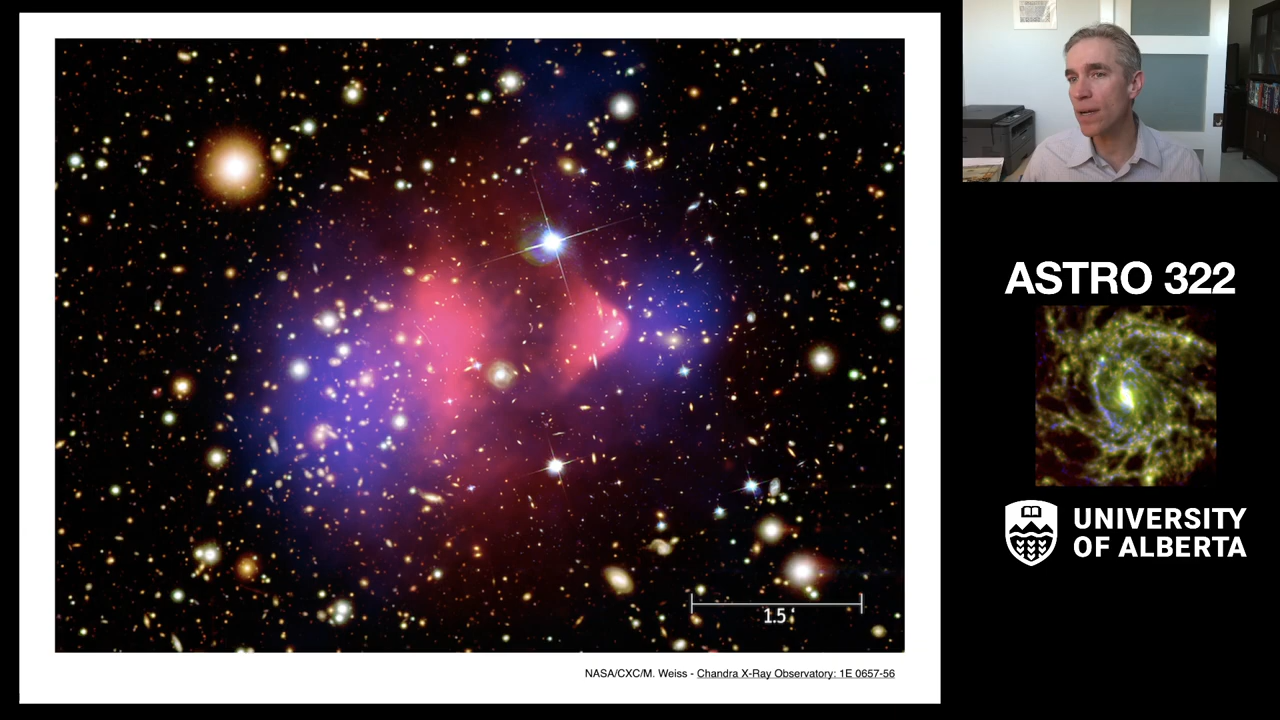 1.5'
NASA/CXC/M. Weiss - Chandra X-Ray Observatory: 1E 0657-56
ASTRO 322
UNIVERSITY
OF ALBERTA